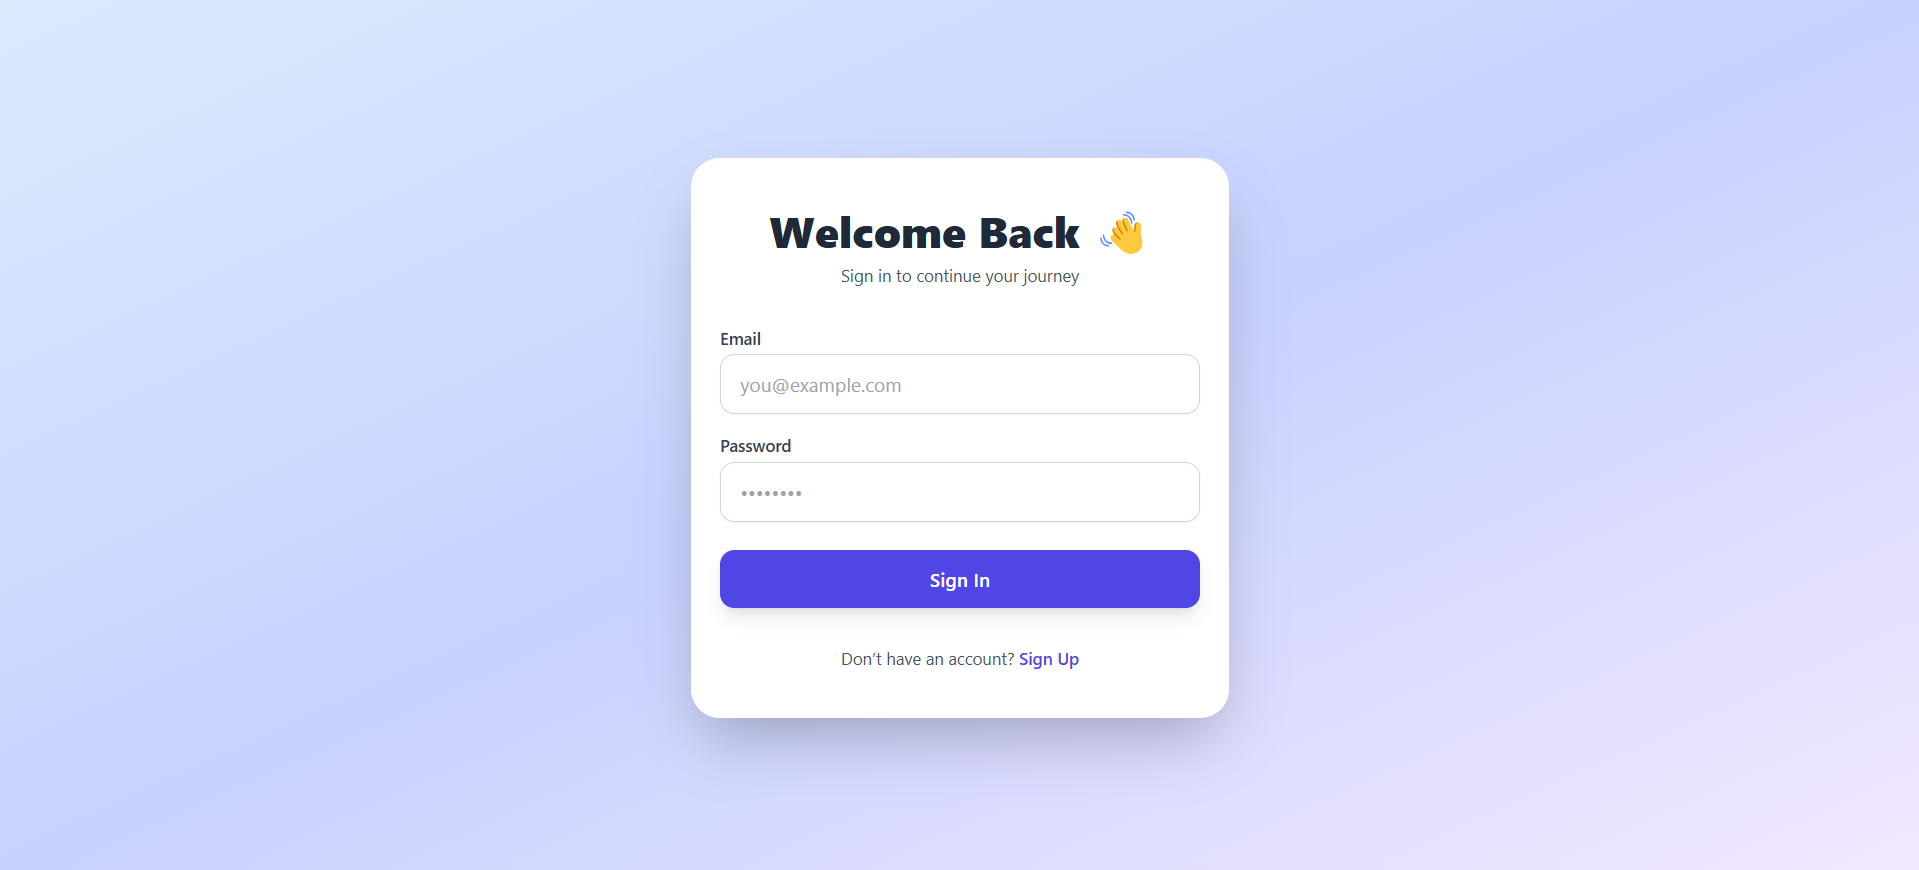 Welcome Back 👋
Sign in to continue your journey
Email
you@example.com
Password
••••••••
Sign In
Don’t have an account? Sign Up